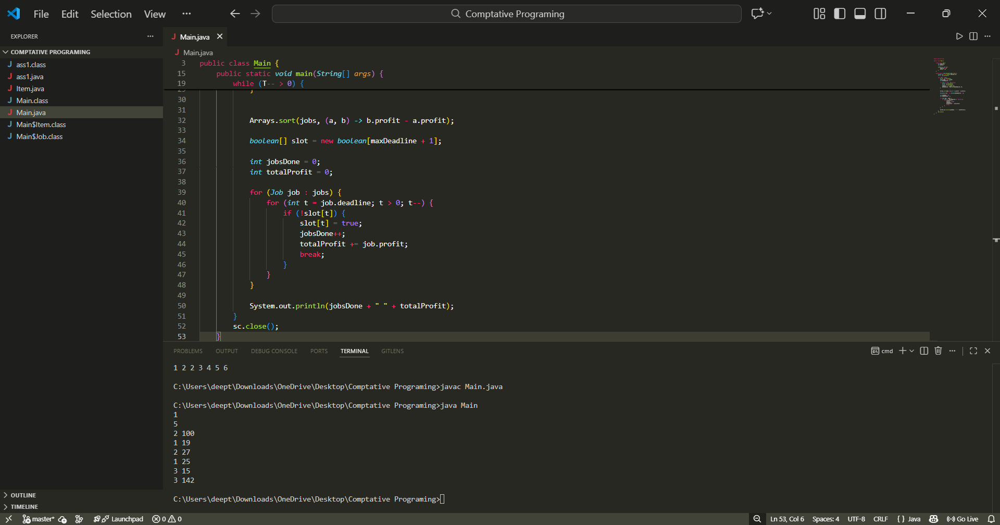 File Edit Selection View ··· Comptative Programing
EXPLORER ···
COMPTATIVE PROGRAMING
J ass1.class
J ass1.java
J Item.java
J Main.class
J Main.java
J Main$Item.class
J Main$Job.class
OUTLINE
TIMELINE
J Main.java
J Main.java
3 public class Main {
15 public static void main(String[] args) {
19 while (T-- > 0) {
29 }
30
31
32 Arrays.sort(jobs, (a, b) -> b.profit - a.profit);
33
34 boolean[] slot = new boolean[maxDeadline + 1];
35
36 int jobsDone = 0;
37 int totalProfit = 0;
38
39 for (Job job : jobs) {
40 for (int t = job.deadline; t > 0; t--) {
41 if (!slot[t]) {
42 slot[t] = true;
43 jobsDone++;
44 totalProfit += job.profit;
45 break;
46 }
47 }
48 }
49
50 System.out.println(jobsDone + " " + totalProfit);
51 }
52 sc.close();
53 }
PROBLEMS OUTPUT DEBUG CONSOLE PORTS TERMINAL GITLENS cmd
1 2 2 3 4 5 6
C:\Users\deept\Downloads\OneDrive\Desktop\Comptative Programing>javac Main.java
C:\Users\deept\Downloads\OneDrive\Desktop\Comptative Programing>java Main
1
5
2 100
1 19
2 27
1 25
3 15
3 142
C:\Users\deept\Downloads\OneDrive\Desktop\Comptative Programing>
master* Launchpad 0 0 Ln 53, Col 6 Spaces: 4 UTF-8 CRLF { } Java Go Live